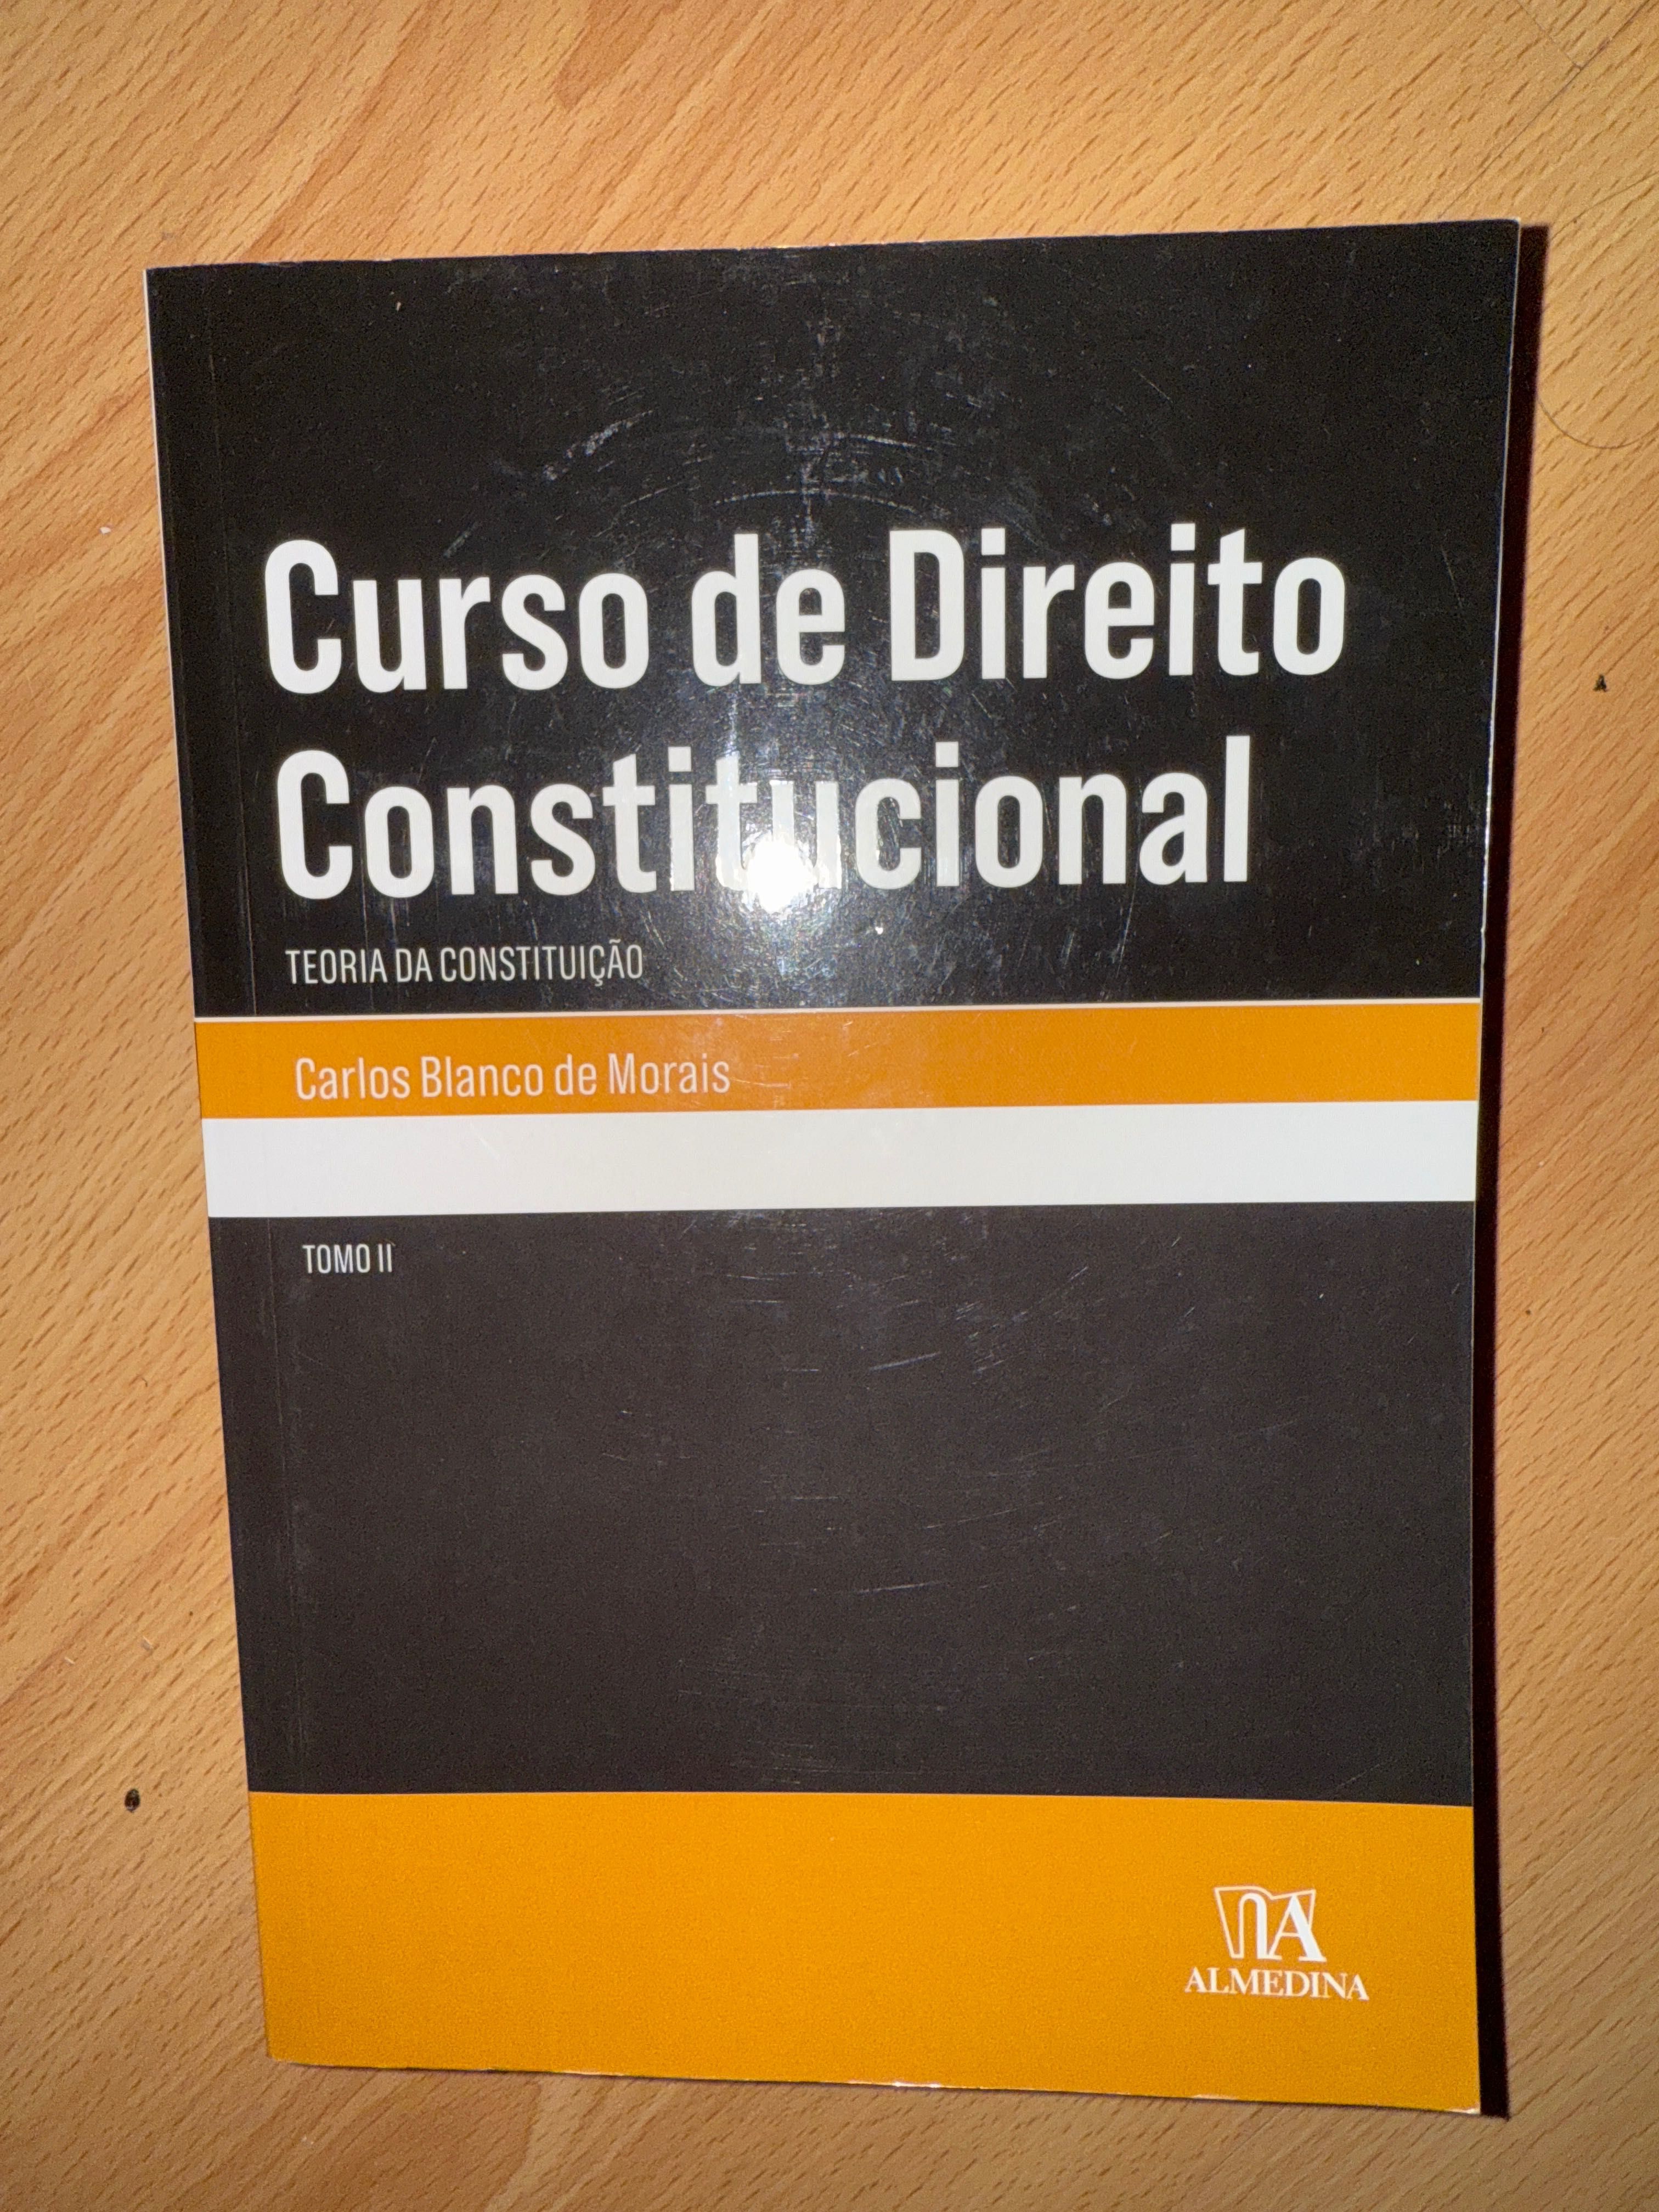 Curso de Direito
Constitucional
TEORIA DA CONSTITUIÇÃO
Carlos Blanco de Morais
TOMO II
ALMEDINA